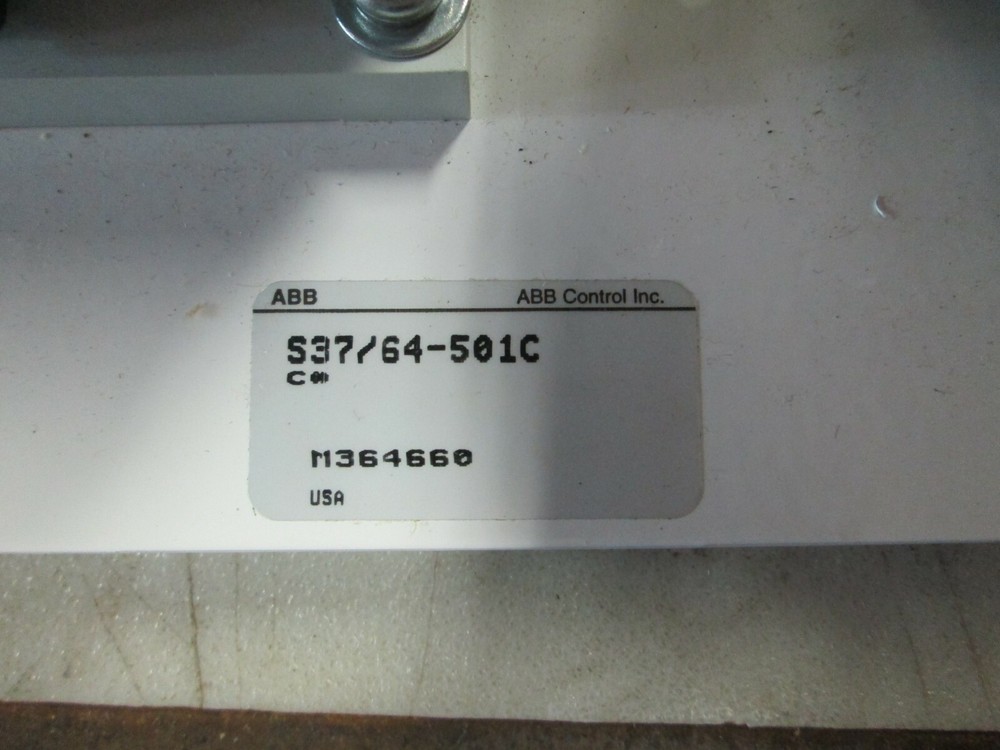 ABB ABB Control Inc.
S37/64-501C
C
M364660
USA